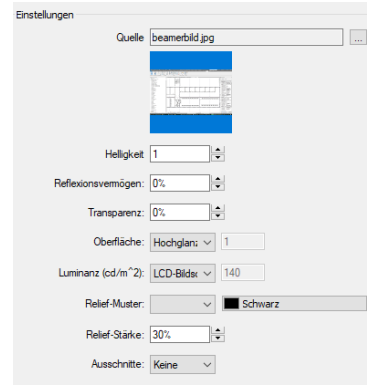 Einstellungen
Quelle beamerbild.jpg ...
Helligkeit 1
Reflexionsvermögen: 0%
Transparenz: 0%
Oberfläche: Hochglanz 1
Luminanz (cd/m^2): LCD-Bilds 140
Relief-Muster: Schwarz
Relief-Stärke: 30%
Ausschnitte: Keine